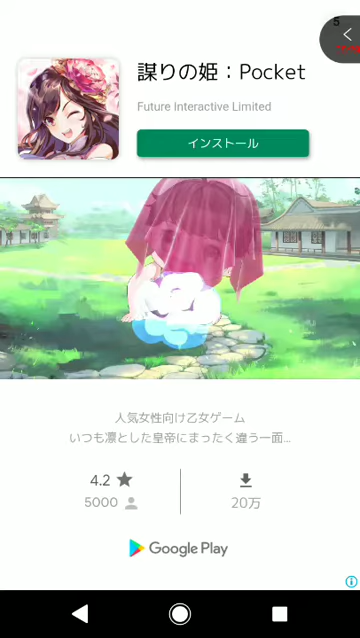 5
謀りの姫：Pocket
Future Interactive Limited
インストール
人気女性向け乙女ゲーム
いつも凛とした皇帝にまったく違う一面...
4.2
5000
20万
Google Play